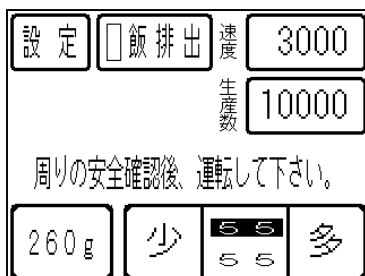 設定 飯排出 速度 3000
生産数 10000
周りの安全確認後、運転して下さい。
260g 少 55 多
55